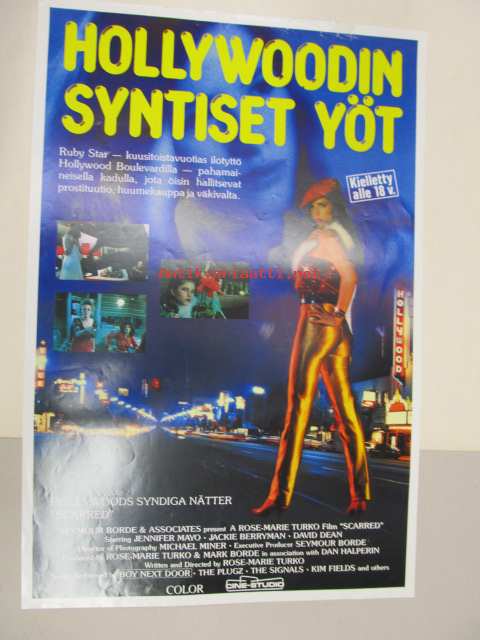 HOLLYWOODIN
SYNTISET YÖT
Ruby Star — kuusitoistavuotias ilotyttö
Hollywood Boulevardilla — pahamai-
neisella kadulla, jota öisin hallitsevat
prostituutio, huumekauppa ja väkivalta.
Kielletty
alle 18 v.
HOLLYWOOD
SYNDIGA NÄTTER
"SCARRED"
SEYMOUR BORDE & ASSOCIATES present A ROSE-MARIE TURKO Film "SCARRED"
Starring JENNIFER MAYO • JACKIE BERRYMAN • DAVID DEAN
Director of Photography MICHAEL MINER • Executive Producer SEYMOUR BORDE
by ROSE-MARIE TURKO & MARK BORDE in association with DAN HALPERIN
Written and Directed by ROSE-MARIE TURKO
BOY NEXT DOOR • THE PLUGZ • THE SIGNALS • KIM FIELDS and others
COLOR
CINE-STUDIO